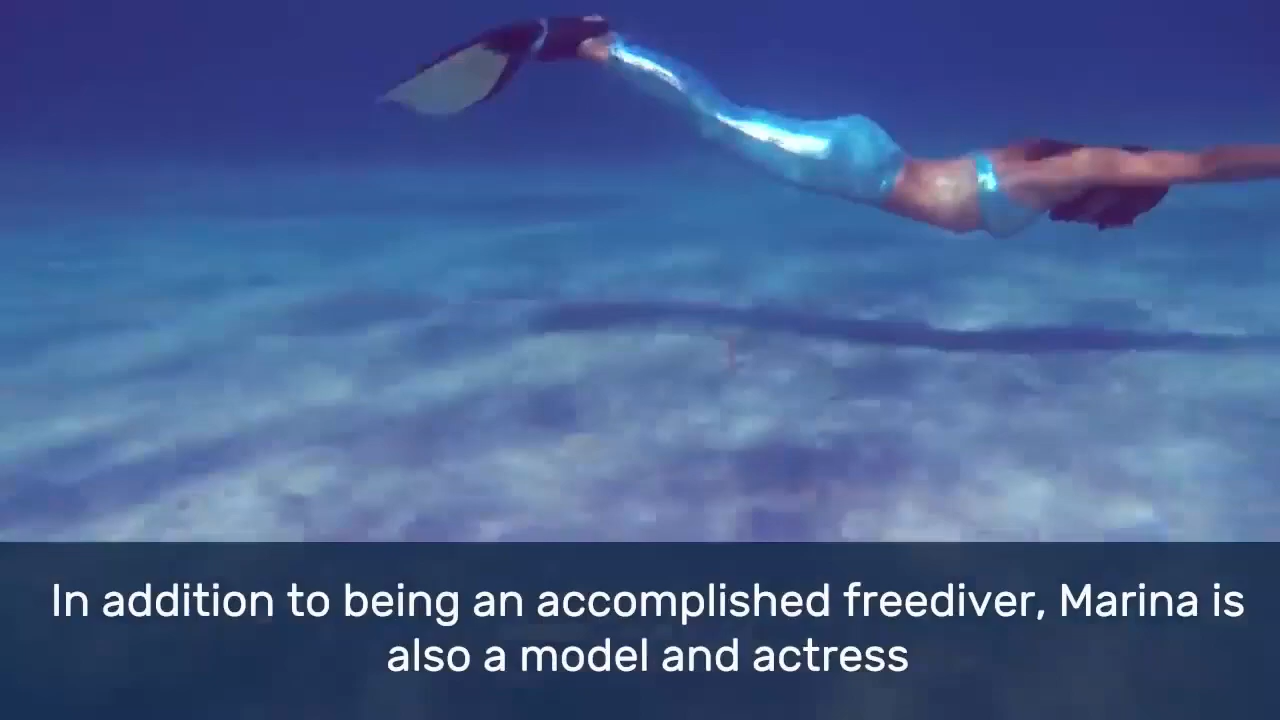 In addition to being an accomplished freediver, Marina is
also a model and actress